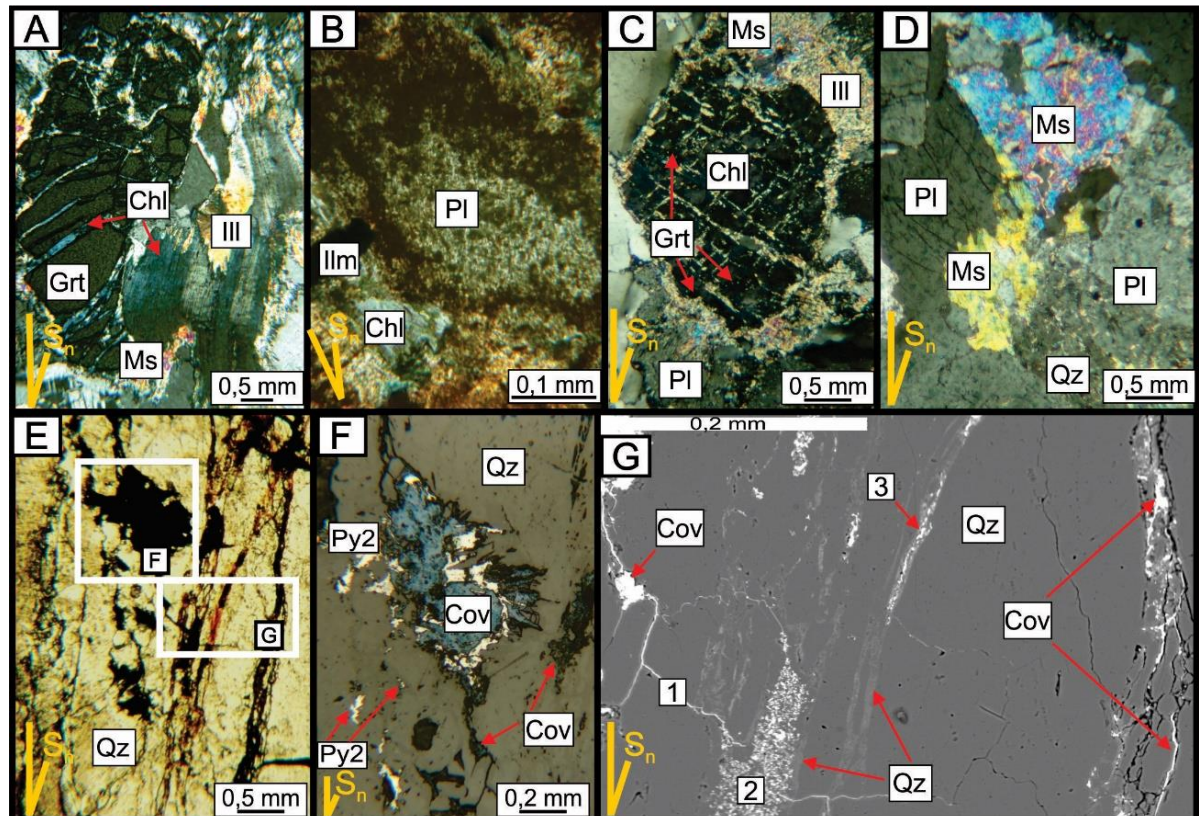 A
Chl
Ill
Grt
Ms
Sn
0,5 mm
B
Pl
Ilm
Chl
Sn
0,1 mm
C
Ms
Ill
Chl
Grt
Pl
Sn
0,5 mm
D
Ms
Pl
Ms
Pl
Qz
Sn
0,5 mm
E
F
G
Qz
Sn
0,5 mm
F
Qz
Py2
Cov
Cov
Py2
Sn
0,2 mm
G
0,2 mm
3
Cov
Qz
Cov
1
2
Qz
Sn